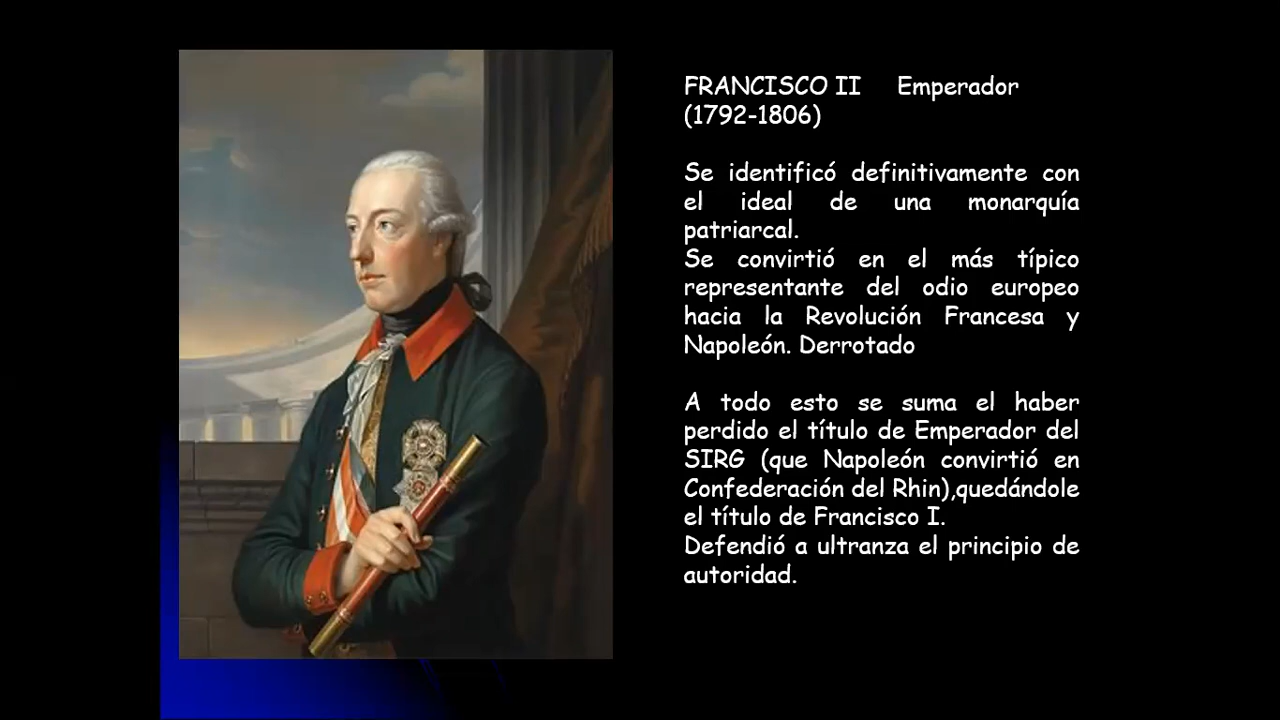 FRANCISCO II Emperador
(1792-1806)
Se identificó definitivamente con
el ideal de una monarquía
patriarcal.
Se convirtió en el más típico
representante del odio europeo
hacia la Revolución Francesa y
Napoleón. Derrotado
A todo esto se suma el haber
perdido el título de Emperador del
SIRG (que Napoleón convirtió en
Confederación del Rhin),quedándole
el título de Francisco I.
Defendió a ultranza el principio de
autoridad.